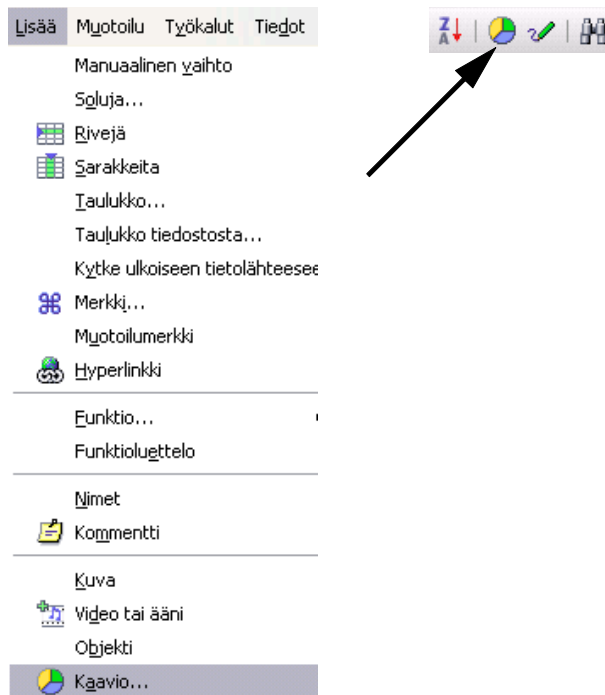 Lisää Muotoilu Työkalut Tiedot
Manuaalinen vaihto
Soluja...
Rivejä
Sarakkeita
Taulukko...
Taulukko tiedostosta...
Kytke ulkoiseen tietolähteesee
Merkki...
Muotoilumerkki
Hyperlinkki
Funktio...
Funktioluettelo
Nimet
Kommentti
Kuva
Video tai ääni
Objekti
Kaavio...